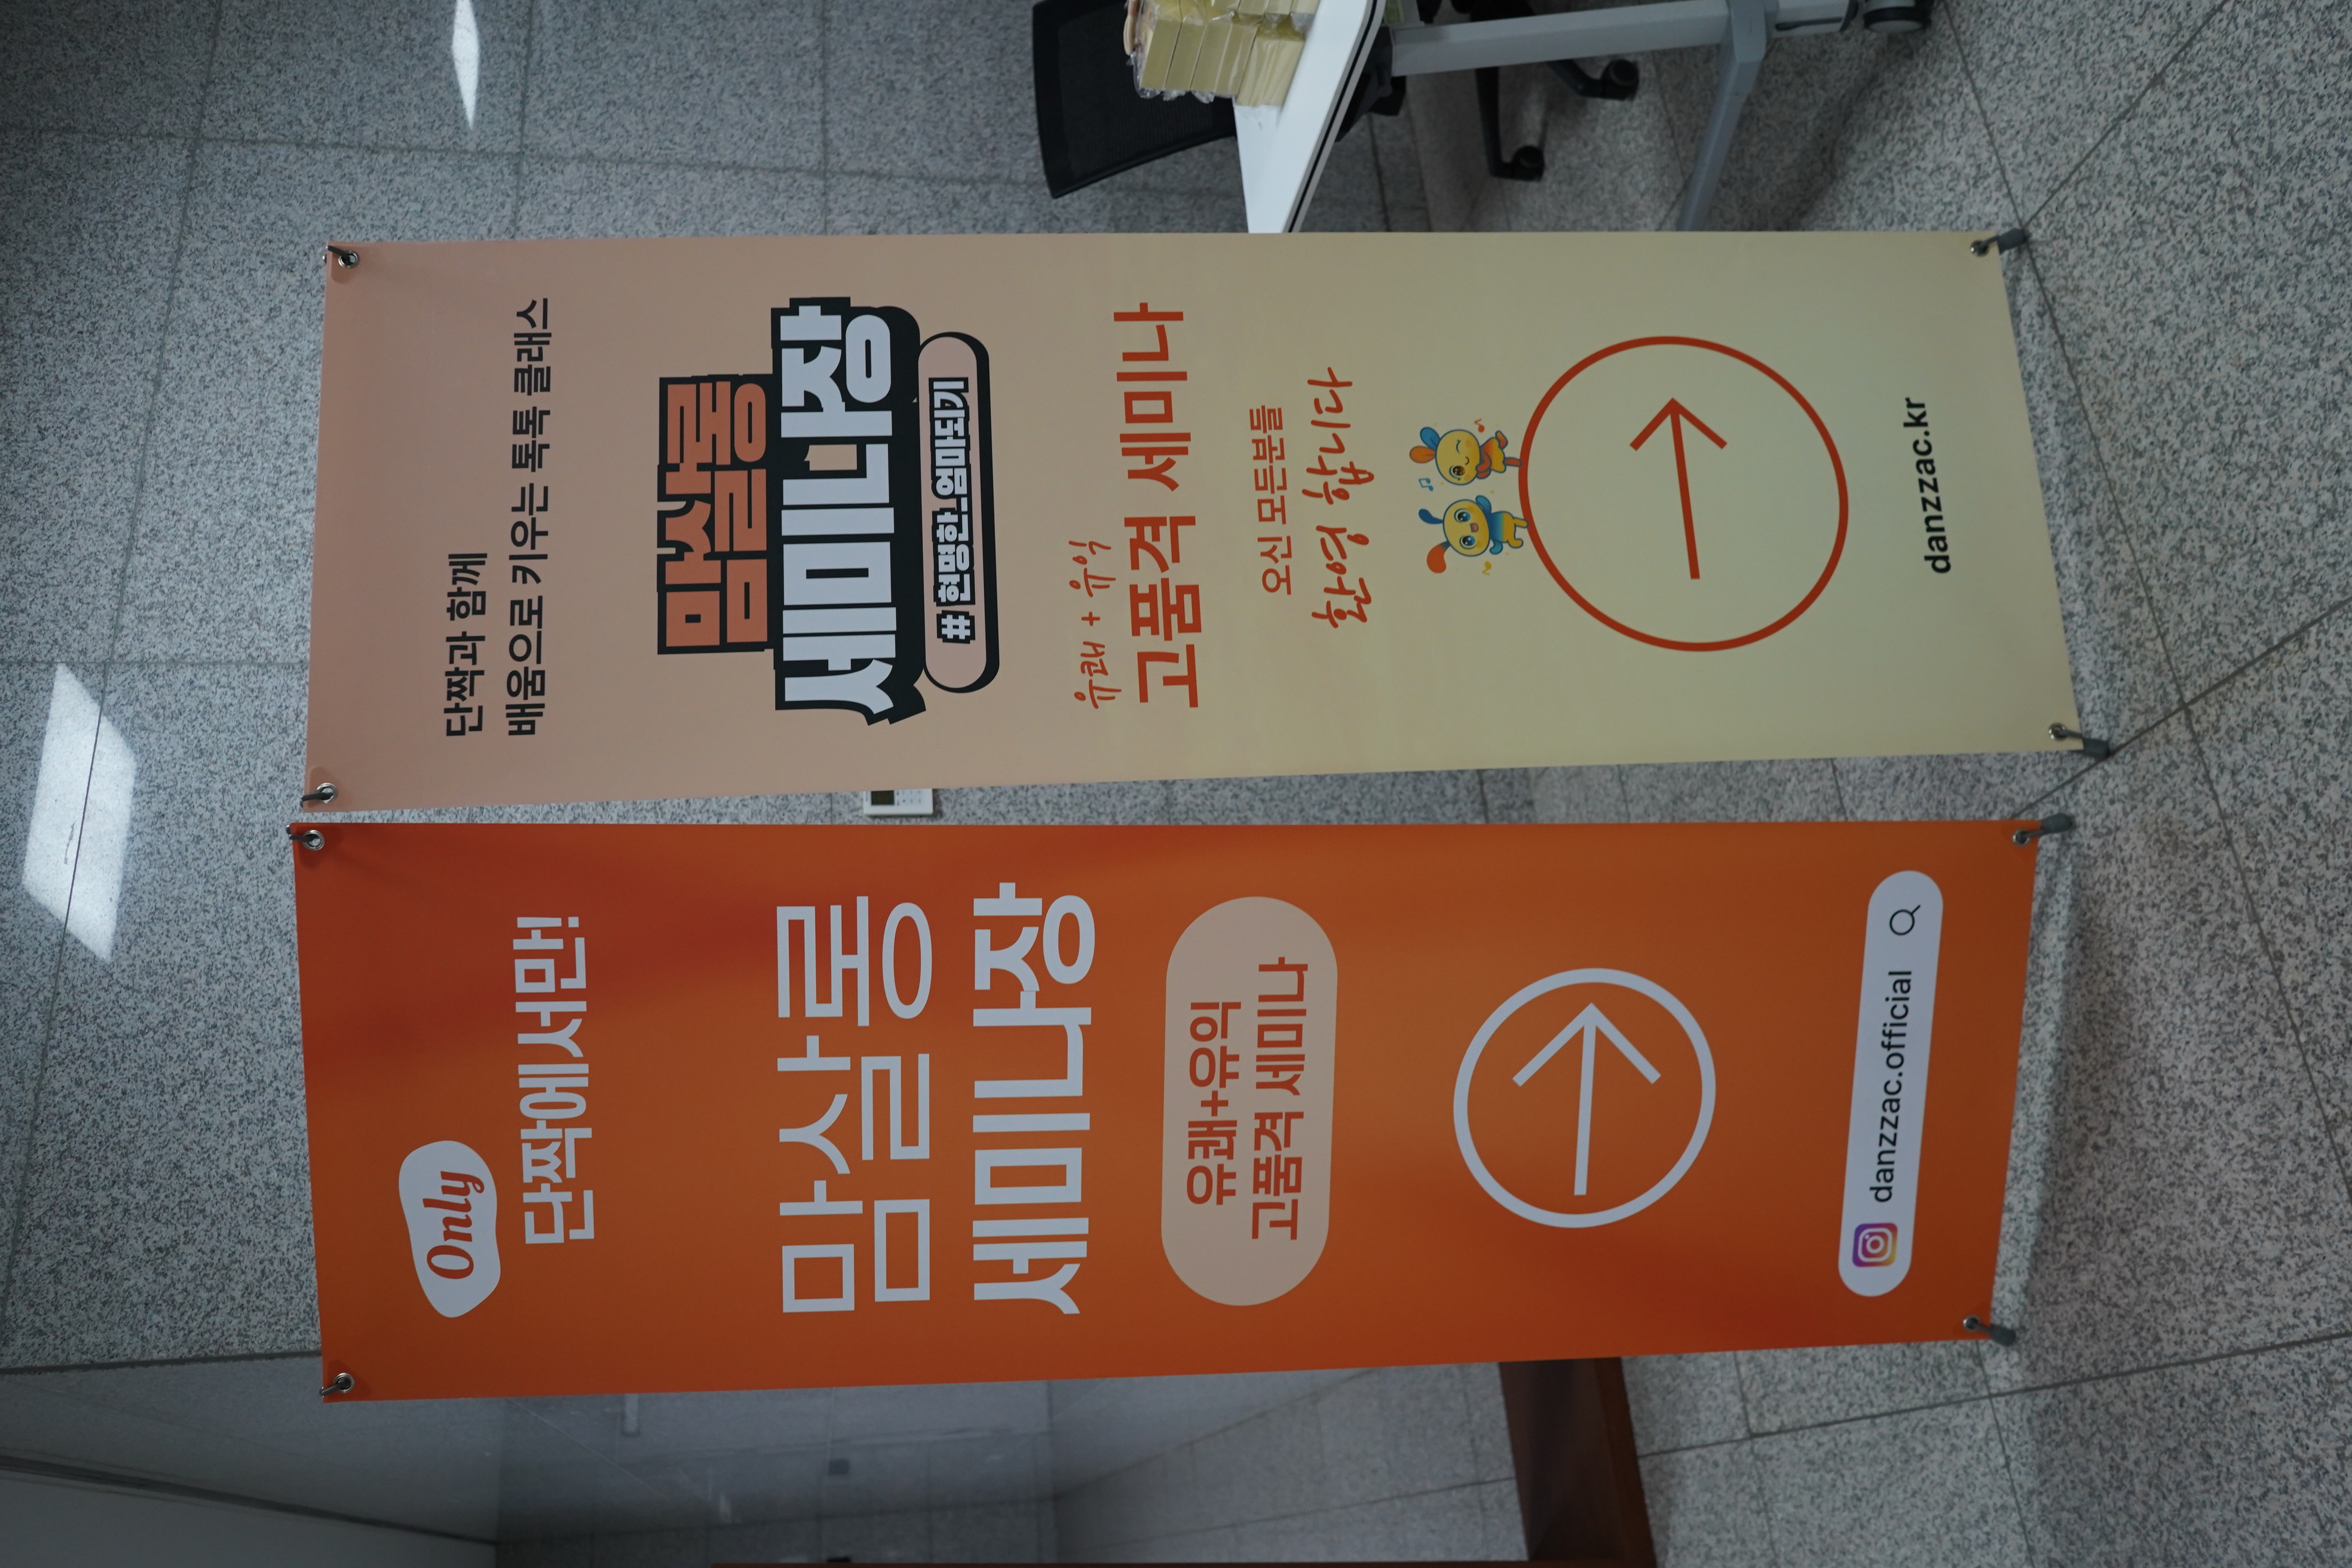 Only
단짝에서만!
맘살롱
세미나장
유쾌+유익
고품격 세미나
danzzac.official
단짝과 함께
배움으로 키우는 톡톡 클래스
맘살롱
세미나장
#현명한_엄마되기
유쾌 + 유익
고품격 세미나
오신 모든분들
환영 합니다
danzzac.kr